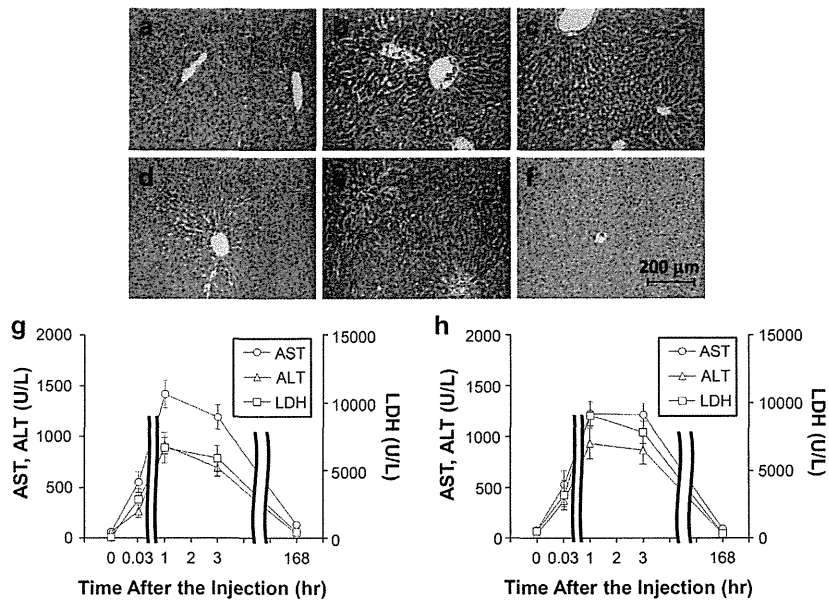 a
b
c
d
e
f
200 µm
g
2000
1500
1000
500
0
AST, ALT (U/L)
15000
10000
5000
0
LDH (U/L)
AST
ALT
LDH
0 0.03 1 2 3 168
Time After the Injection (hr)
h
2000
1500
1000
500
0
AST, ALT (U/L)
15000
10000
5000
0
LDH (U/L)
AST
ALT
LDH
0 0.03 1 2 3 168
Time After the Injection (hr)